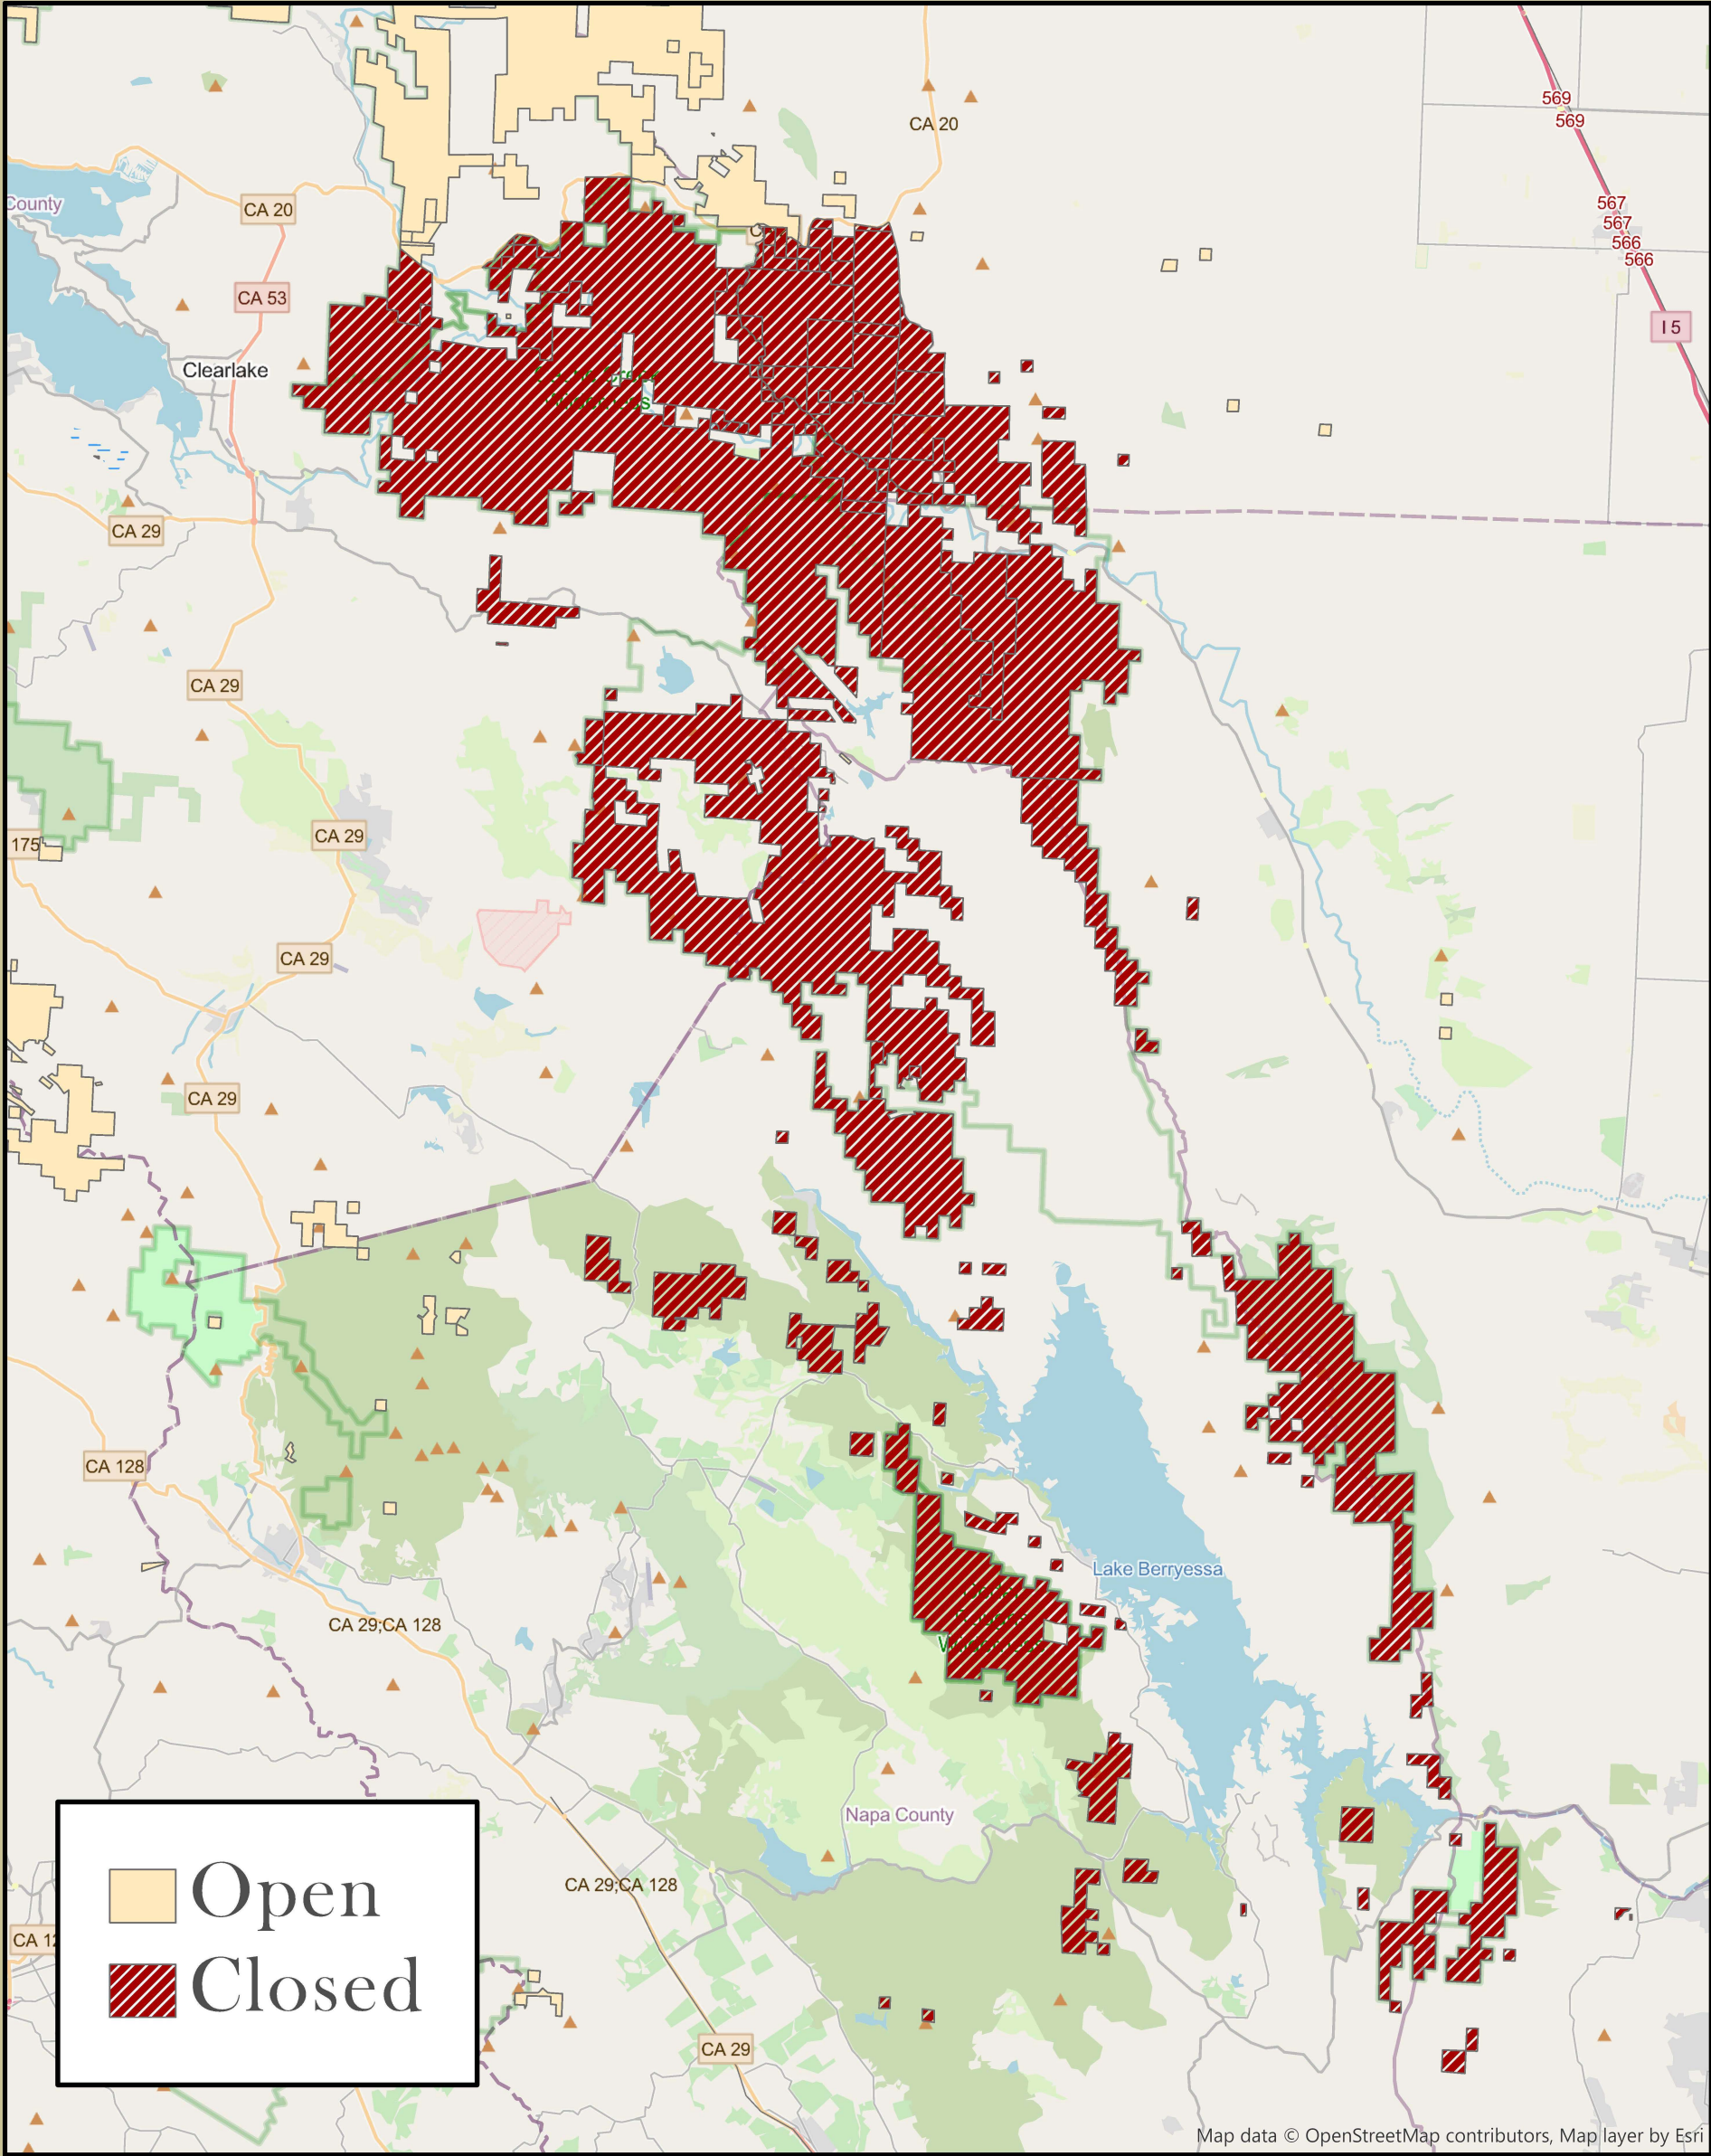 569
CA 20
569
County
CA 20
567
567
566
566
CA 53
I 5
Clearlake
CA 29
CA 29
CA 29
175
CA 29
CA 29
CA 128
Lake Berryessa
CA 29;CA 128
Napa County
CA 29;CA 128
Open
Closed
CA 29
Map data © OpenStreetMap contributors, Map layer by Esri